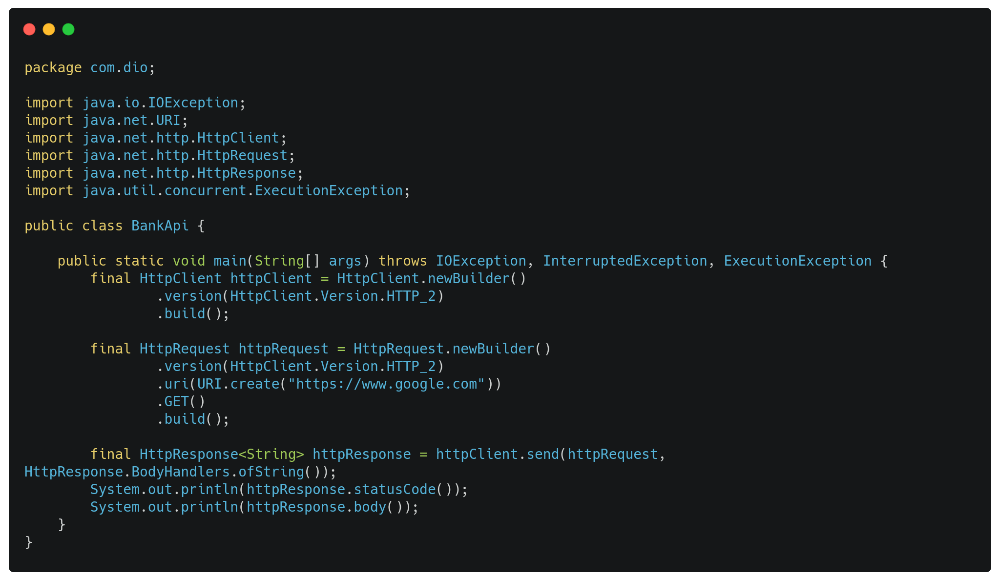 package com.dio;

import java.io.IOException;
import java.net.URI;
import java.net.http.HttpClient;
import java.net.http.HttpRequest;
import java.net.http.HttpResponse;
import java.util.concurrent.ExecutionException;

public class BankApi {

    public static void main(String[] args) throws IOException, InterruptedException, ExecutionException {
        final HttpClient httpClient = HttpClient.newBuilder()
                .version(HttpClient.Version.HTTP_2)
                .build();

        final HttpRequest httpRequest = HttpRequest.newBuilder()
                .version(HttpClient.Version.HTTP_2)
                .uri(URI.create("https://www.google.com"))
                .GET()
                .build();

        final HttpResponse<String> httpResponse = httpClient.send(httpRequest,
HttpResponse.BodyHandlers.ofString());
        System.out.println(httpResponse.statusCode());
        System.out.println(httpResponse.body());
    }
}